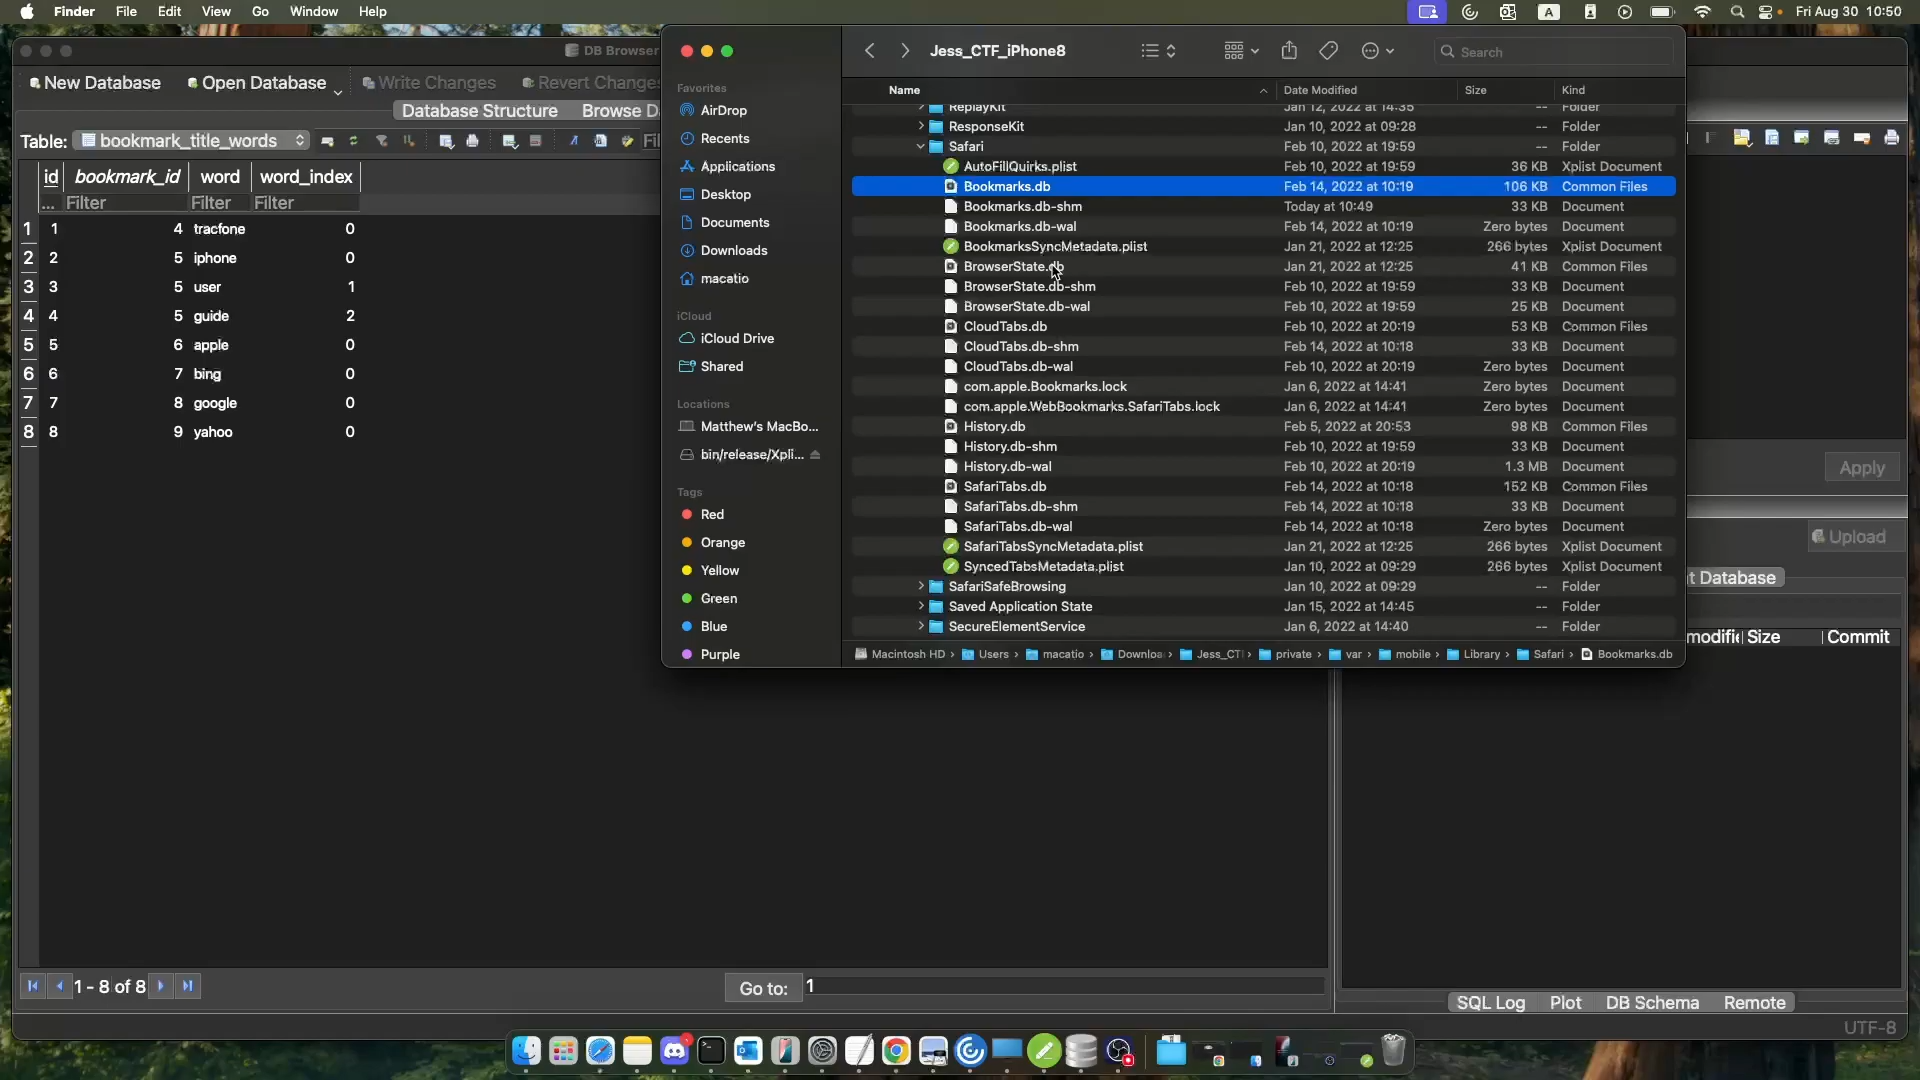 Finder File Edit View Go Window Help
A Fri Aug 30 10:50
DB Browser
New Database Open Database Write Changes Revert Changes
Database Structure Browse D
Table: bookmark_title_words
id bookmark_id word word_index
... Filter Filter Filter
1 1 4 tracfone 0
2 2 5 iphone 0
3 3 5 user 1
4 4 5 guide 2
5 5 6 apple 0
6 6 7 bing 0
7 7 8 google 0
8 8 9 yahoo 0
1 - 8 of 8
Go to: 1
Favorites
AirDrop
Recents
Applications
Desktop
Documents
Downloads
macatio
iCloud
iCloud Drive
Shared
Locations
Matthew's MacBo...
bin/release/Xpli...
Tags
Red
Orange
Yellow
Green
Blue
Purple
Jess_CTF_iPhone8
Search
Name Date Modified Size Kind
ReplayKit Jan 12, 2022 at 14:35 -- Folder
ResponseKit Jan 10, 2022 at 09:28 -- Folder
Safari Feb 10, 2022 at 19:59 -- Folder
AutoFillQuirks.plist Feb 10, 2022 at 19:59 36 KB Xplist Document
Bookmarks.db Feb 14, 2022 at 10:19 106 KB Common Files
Bookmarks.db-shm Today at 10:49 33 KB Document
Bookmarks.db-wal Feb 14, 2022 at 10:19 Zero bytes Document
BookmarksSyncMetadata.plist Jan 21, 2022 at 12:25 266 bytes Xplist Document
BrowserState.db Jan 21, 2022 at 12:25 41 KB Common Files
BrowserState.db-shm Feb 10, 2022 at 19:59 33 KB Document
BrowserState.db-wal Feb 10, 2022 at 19:59 25 KB Document
CloudTabs.db Feb 10, 2022 at 20:19 53 KB Common Files
CloudTabs.db-shm Feb 14, 2022 at 10:18 33 KB Document
CloudTabs.db-wal Feb 10, 2022 at 20:19 Zero bytes Document
com.apple.Bookmarks.lock Jan 6, 2022 at 14:41 Zero bytes Document
com.apple.WebBookmarks.SafariTabs.lock Jan 6, 2022 at 14:41 Zero bytes Document
History.db Feb 5, 2022 at 20:53 98 KB Common Files
History.db-shm Feb 10, 2022 at 19:59 33 KB Document
History.db-wal Feb 10, 2022 at 20:19 1.3 MB Document
SafariTabs.db Feb 14, 2022 at 10:18 152 KB Common Files
SafariTabs.db-shm Feb 14, 2022 at 10:18 33 KB Document
SafariTabs.db-wal Feb 14, 2022 at 10:18 Zero bytes Document
SafariTabsSyncMetadata.plist Jan 21, 2022 at 12:25 266 bytes Xplist Document
SyncedTabsMetadata.plist Jan 10, 2022 at 09:29 266 bytes Xplist Document
SafariSafeBrowsing Jan 10, 2022 at 09:29 -- Folder
Saved Application State Jan 15, 2022 at 14:45 -- Folder
SecureElementService Jan 6, 2022 at 14:40 -- Folder
Macintosh HD › Users › macatio › Downloa › Jess_CT › private › var › mobile › Library › Safari › Bookmarks.db
Apply
Upload
t Database
modifie Size Commit
SQL Log Plot DB Schema Remote
UTF-8